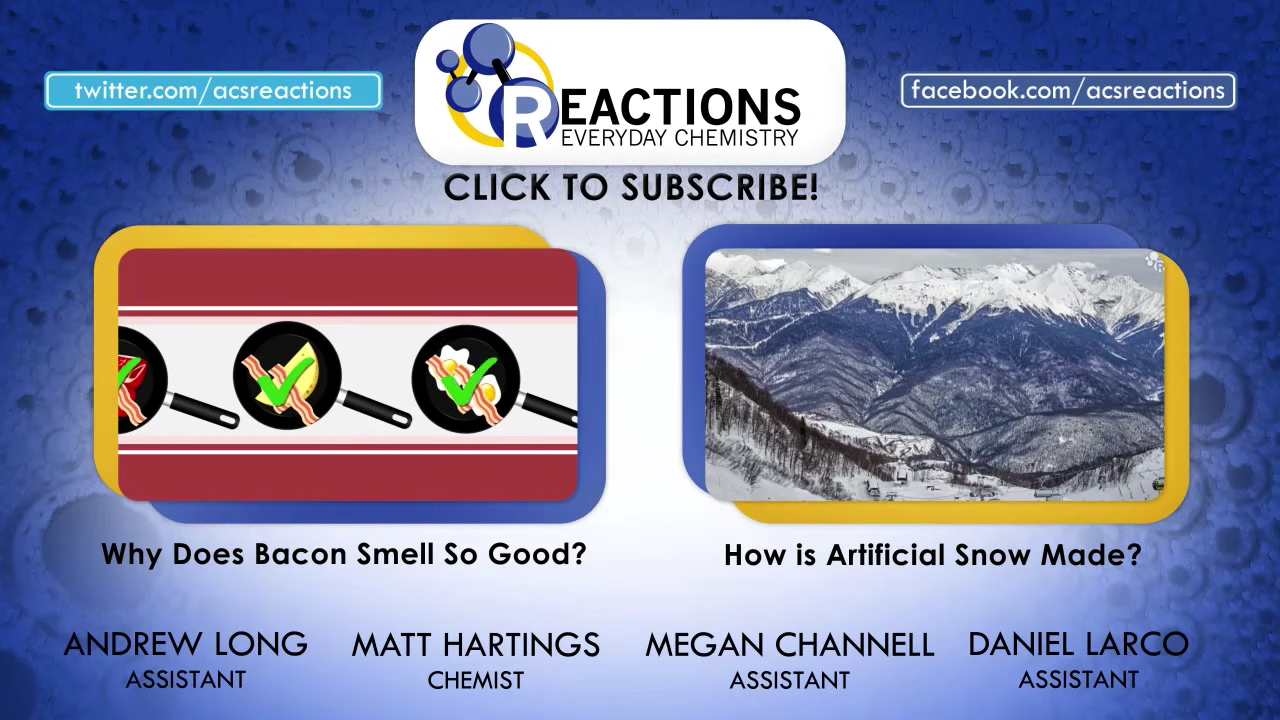 twitter.com/acsreactions
REACTIONS
EVERYDAY CHEMISTRY
facebook.com/acsreactions
CLICK TO SUBSCRIBE!
R
Why Does Bacon Smell So Good?
How is Artificial Snow Made?
ANDREW LONG
ASSISTANT
MATT HARTINGS
CHEMIST
MEGAN CHANNELL
ASSISTANT
DANIEL LARCO
ASSISTANT